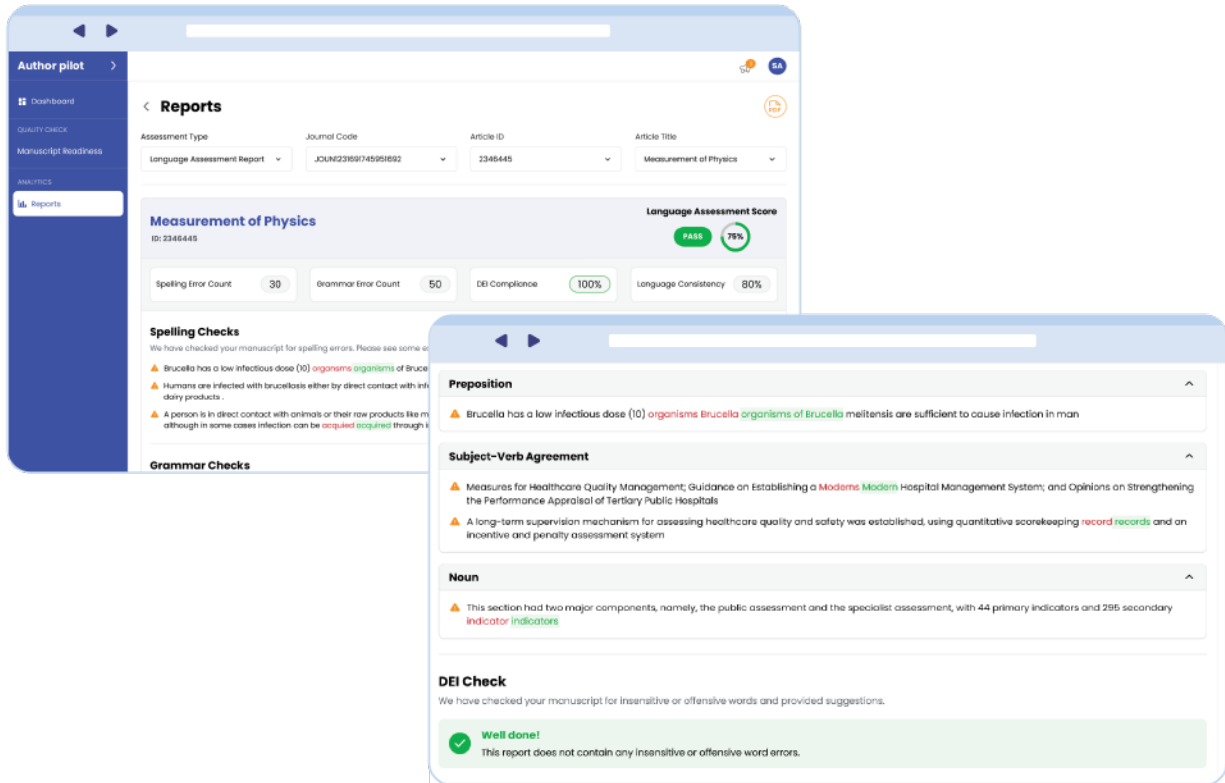 Author pilot
SA
Dashboard
QUALITY CHECK
Manuscript Readiness
ANALYTICS
Reports
Reports
PDF
Assessment Type
Journal Code
Article ID
Article Title
Language Assessment Report
JOUN1231691745951692
2346445
Measurement of Physics
Measurement of Physics
ID: 2346445
Language Assessment Score
PASS
75%
Spelling Error Count
30
Grammar Error Count
50
DEI Complience
100%
Language Consistency
80%
Spelling Checks
We have checked your manuscript for spelling errors. Please see some
Brucella has a low infectious dose (10) organsms organisms of Bruce
Humans are infected with brucellosis either by direct contact with
dairy products .
A person is in direct contact with animals or their raw products like
although in some cases infection can be acquied acquired through
Grammar Checks
Preposition
Brucella has a low infectious dose (10) organisms Brucella organisms of Brucella melitensis are sufficient to cause infection in man
Subject-Verb Agreement
Measures for Healthcare Quality Management; Guidance on Establishing a Moderns Modern Hospital Management System; and Opinions on Strengthening
the Performance Appraisal of Tertiary Public Hospitals
A long-term supervision mechanism for assessing healthcare quality and safety was established, using quantitative scorekeeping record records and an
incentive and penalty assessment system
Noun
This section had two major components, namely, the public assessment and the specialist assessment, with 44 primary indicators and 295 secondary
indicator indicators
DEI Check
We have checked your manuscript for insensitive or offensive words and provided suggestions.
Well done!
This report does not contain any insensitive or offensive word errors.